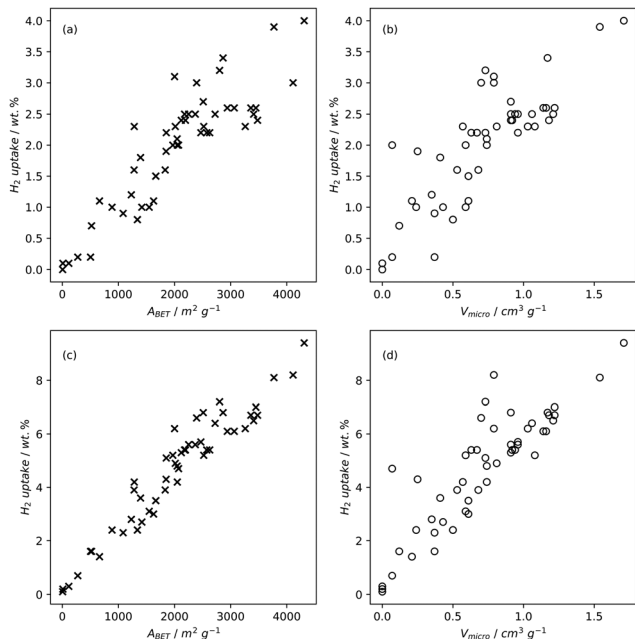 (a)
4.0
3.5
3.0
2.5
2.0
1.5
1.0
0.5
0.0
H₂ uptake / wt. %
0 1000 2000 3000 4000
A_BET / m² g⁻¹
(b)
4.0
3.5
3.0
2.5
2.0
1.5
1.0
0.5
0.0
H₂ uptake / wt. %
0.0 0.5 1.0 1.5
V_micro / cm³ g⁻¹
(c)
8
6
4
2
0
H₂ uptake / wt. %
0 1000 2000 3000 4000
A_BET / m² g⁻¹
(d)
8
6
4
2
0
H₂ uptake / wt. %
0.0 0.5 1.0 1.5
V_micro / cm³ g⁻¹